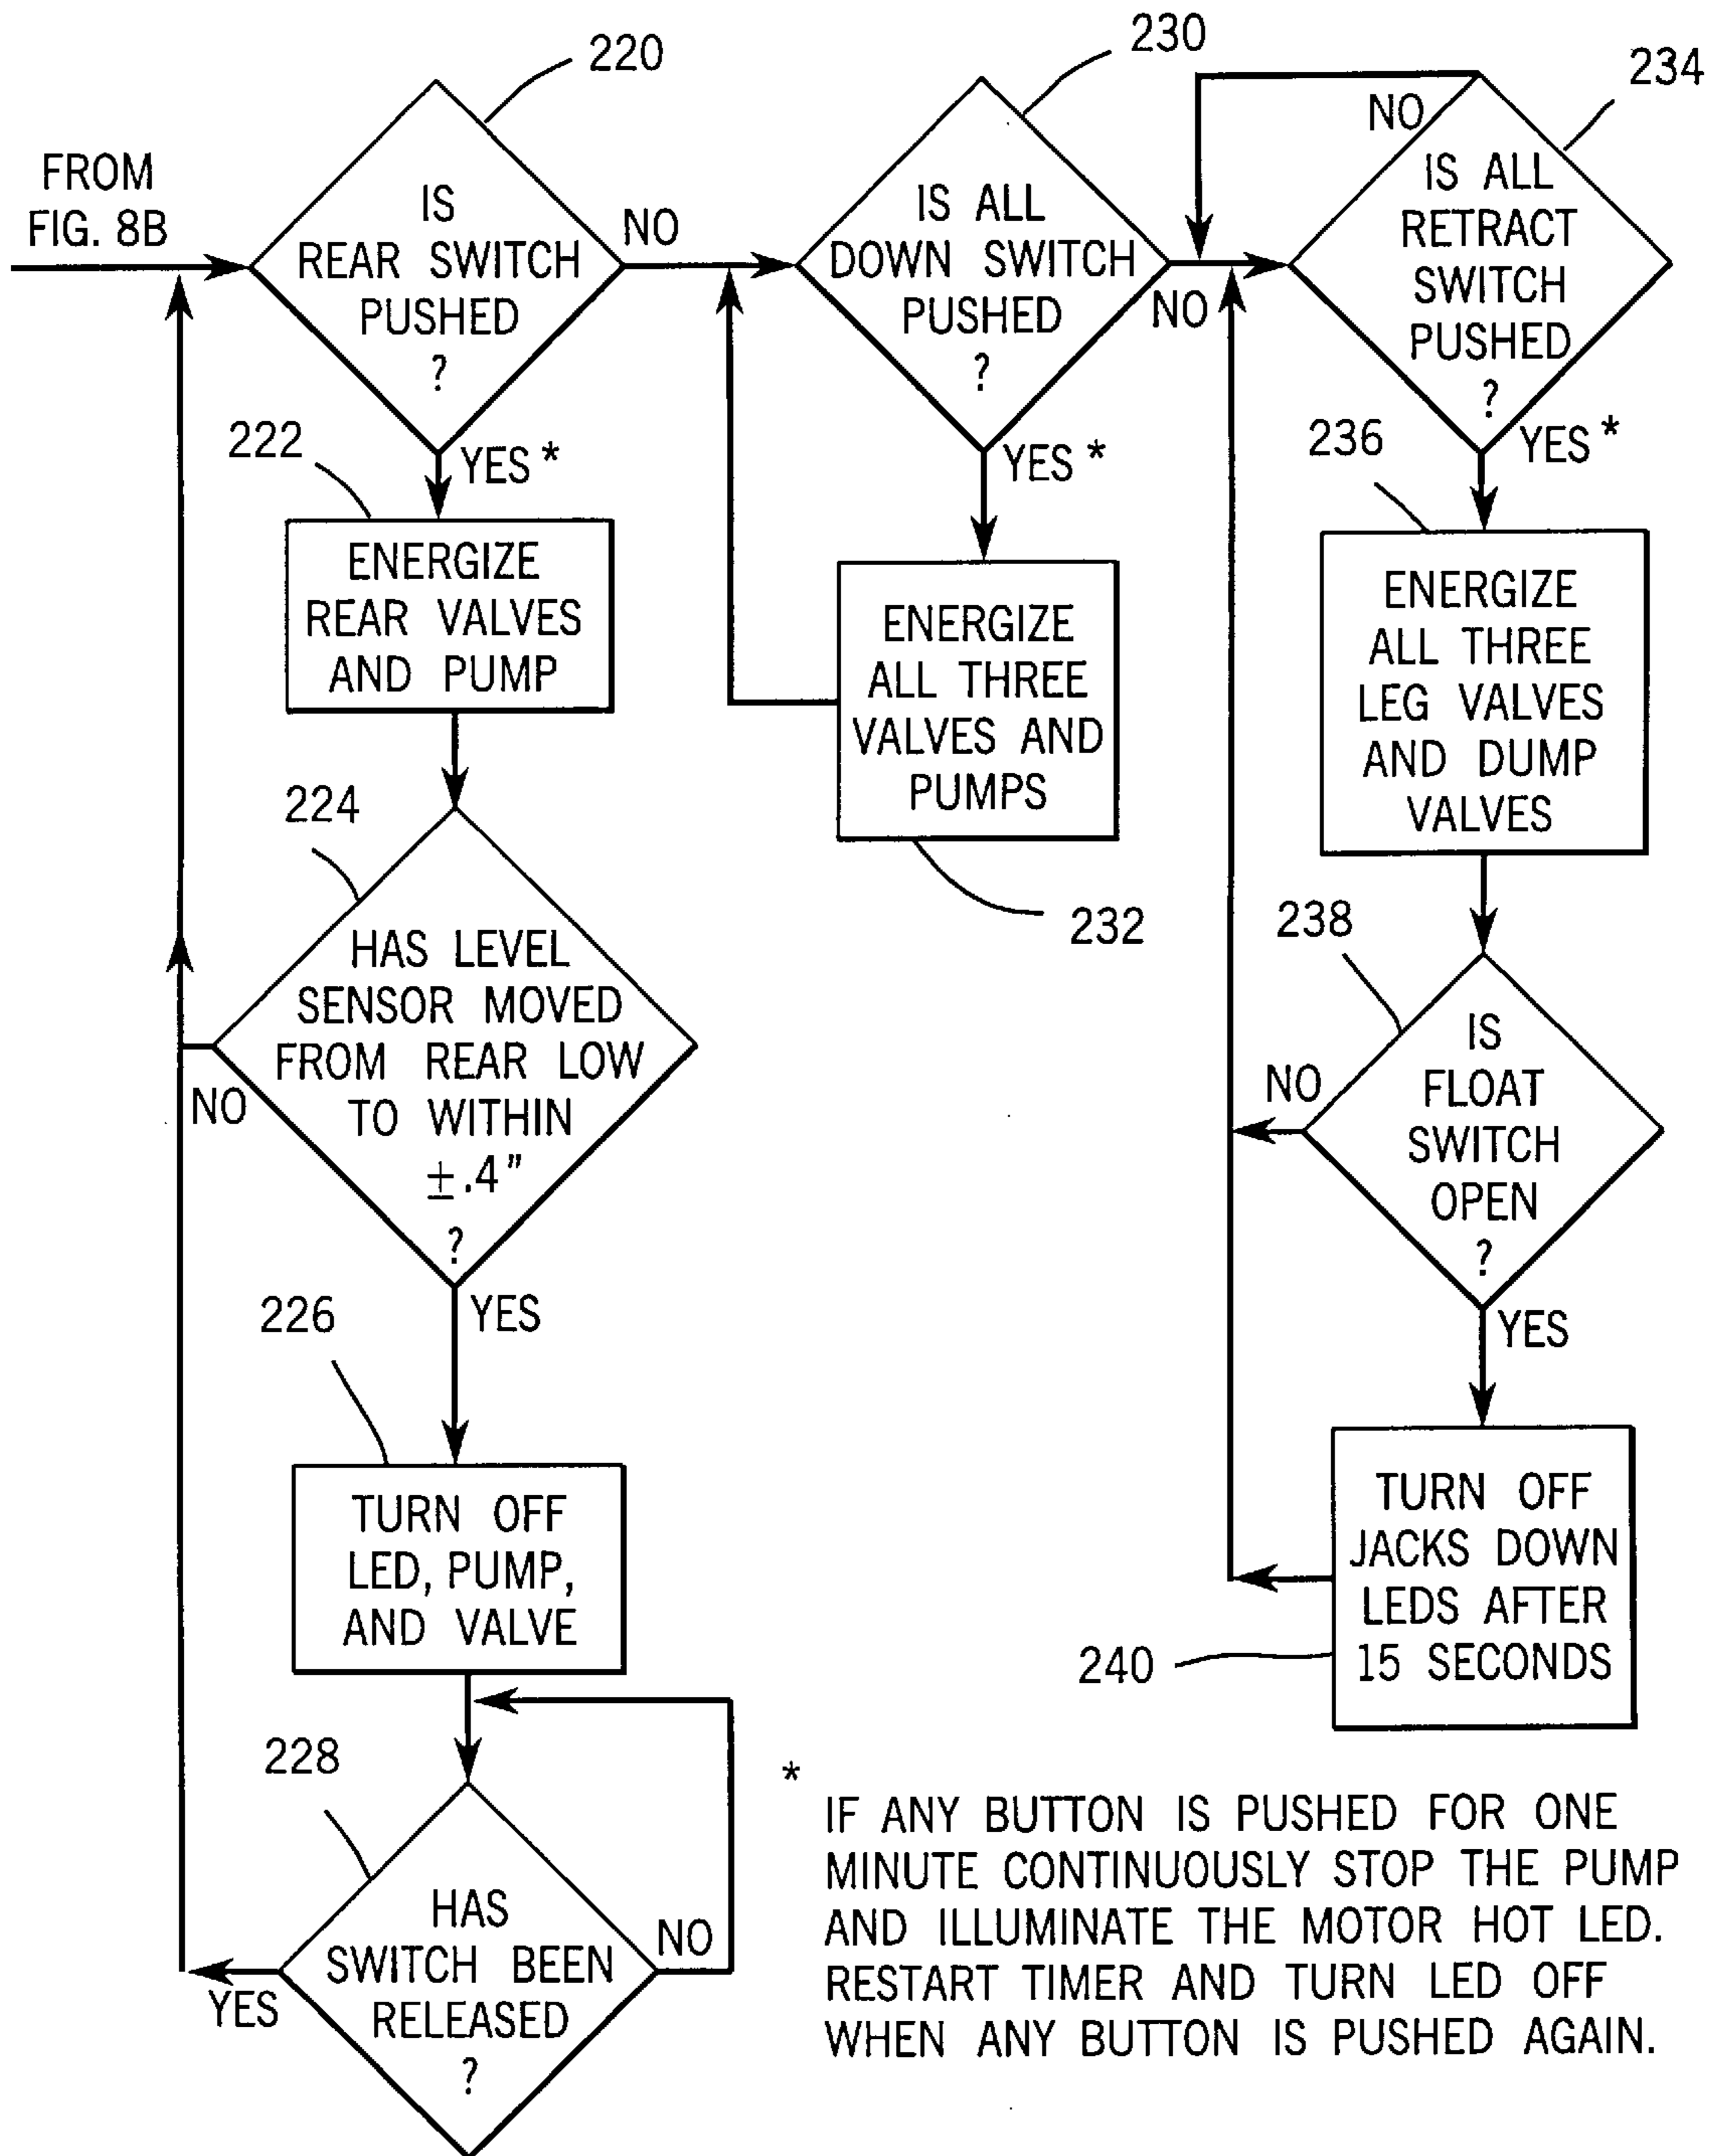 FROM
FIG. 8B
220
IS
REAR SWITCH
PUSHED
?
NO
YES *
222
ENERGIZE
REAR VALVES
AND PUMP
224
HAS LEVEL
SENSOR MOVED
FROM REAR LOW
TO WITHIN
±.4"
?
NO
YES
226
TURN OFF
LED, PUMP,
AND VALVE
228
HAS
SWITCH BEEN
RELEASED
?
NO
YES
230
IS ALL
DOWN SWITCH
PUSHED
?
NO
YES *
ENERGIZE
ALL THREE
VALVES AND
PUMPS
232
234
NO
IS ALL
RETRACT
SWITCH
PUSHED
?
YES *
236
ENERGIZE
ALL THREE
LEG VALVES
AND DUMP
VALVES
238
IS
FLOAT
SWITCH
OPEN
?
NO
YES
TURN OFF
JACKS DOWN
LEDS AFTER
15 SECONDS
240
*
IF ANY BUTTON IS PUSHED FOR ONE
MINUTE CONTINUOUSLY STOP THE PUMP
AND ILLUMINATE THE MOTOR HOT LED.
RESTART TIMER AND TURN LED OFF
WHEN ANY BUTTON IS PUSHED AGAIN.